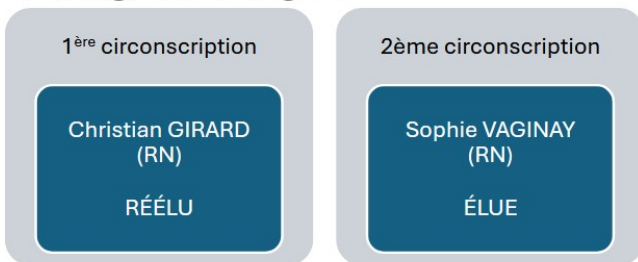 1ère circonscription
Christian GIRARD
(RN)
RÉÉLU
2ème circonscription
Sophie VAGINAY
(RN)
ÉLUE